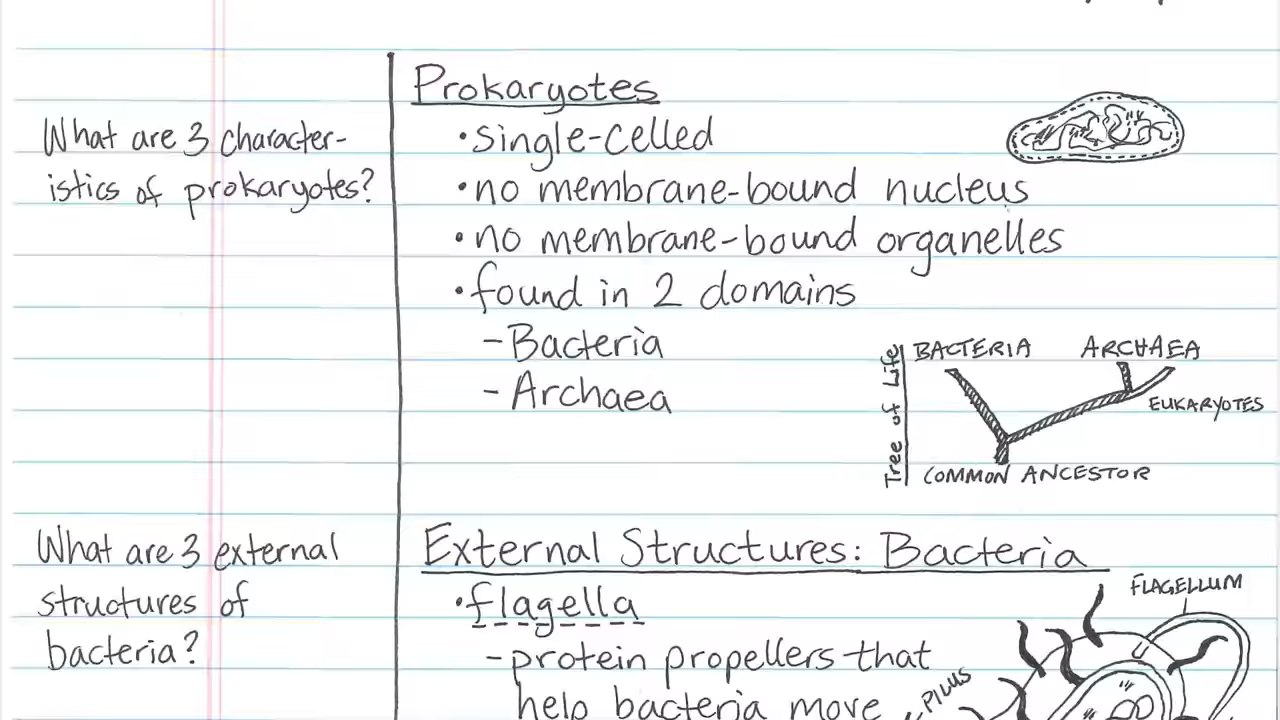 Prokaryotes
What are 3 character-
istics of prokaryotes?
•single-celled
•no membrane-bound nucleus
•no membrane-bound organelles
•found in 2 domains
-Bacteria
-Archaea
Tree of Life
BACTERIA
ARCHAEA
EUKARYOTES
COMMON ANCESTOR
What are 3 external
structures of
bacteria?
External Structures: Bacteria
•flagella
-protein propellers that
help bacteria move
FLAGELLUM
PILUS